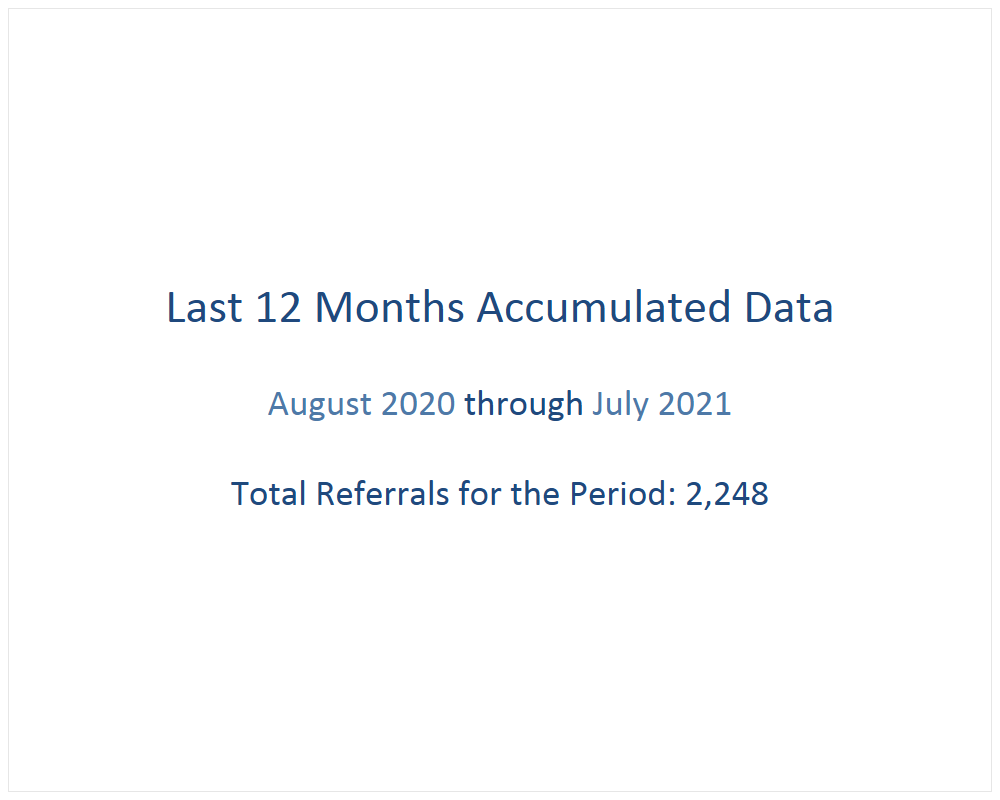 Last 12 Months Accumulated Data
August 2020 through July 2021
Total Referrals for the Period: 2,248